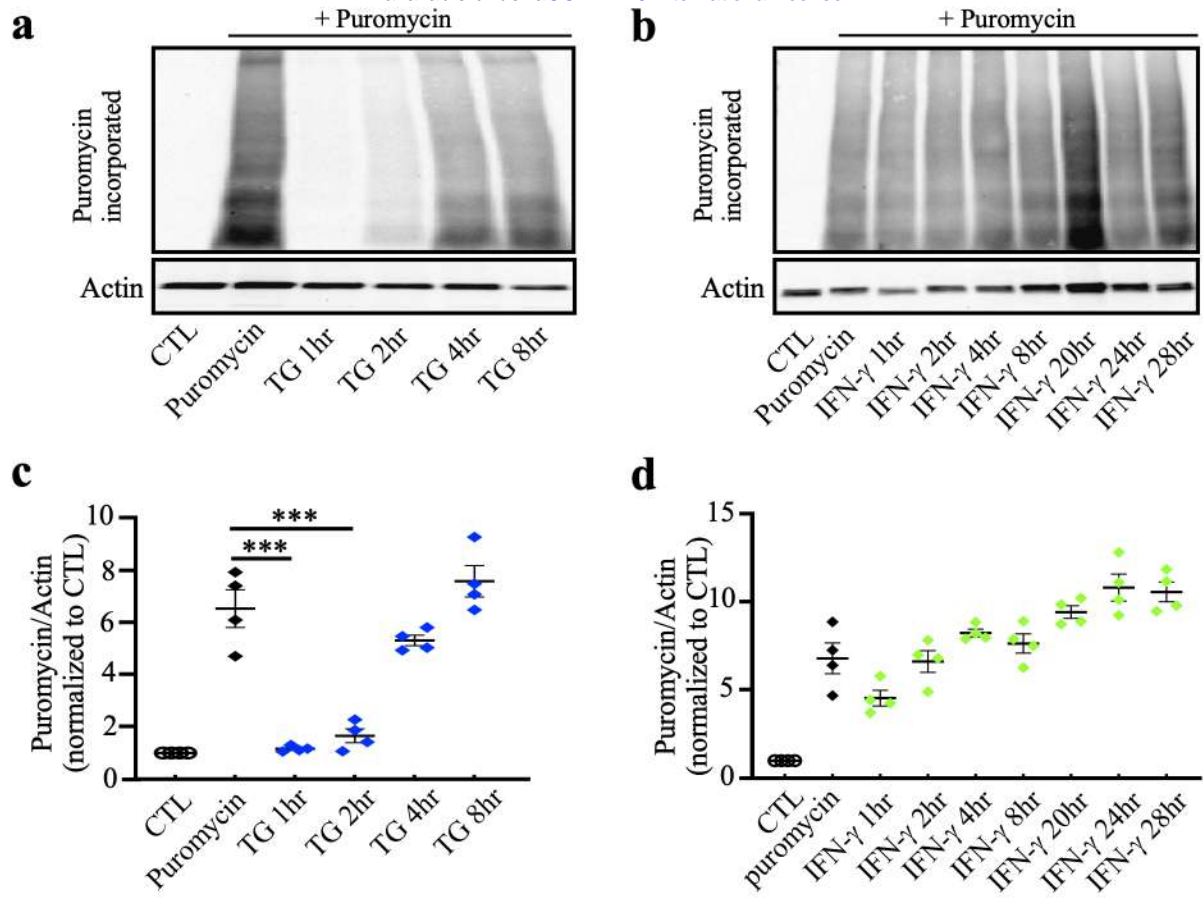 a
+ Puromycin
Puromycin
incorporated
Actin
CTL
Puromycin
TG 1hr
TG 2hr
TG 4hr
TG 8hr
b
+ Puromycin
Puromycin
incorporated
Actin
CTL
Puromycin
IFN-γ 1hr
IFN-γ 2hr
IFN-γ 4hr
IFN-γ 8hr
IFN-γ 20hr
IFN-γ 24hr
IFN-γ 28hr
c
Puromycin/Actin
(normalized to CTL)
10
8
6
4
2
0
***
***
CTL
Puromycin
TG 1hr
TG 2hr
TG 4hr
TG 8hr
d
Puromycin/Actin
(normalized to CTL)
15
10
5
0
CTL
puromycin
IFN-γ 1hr
IFN-γ 2hr
IFN-γ 4hr
IFN-γ 8hr
IFN-γ 20hr
IFN-γ 24hr
IFN-γ 28hr